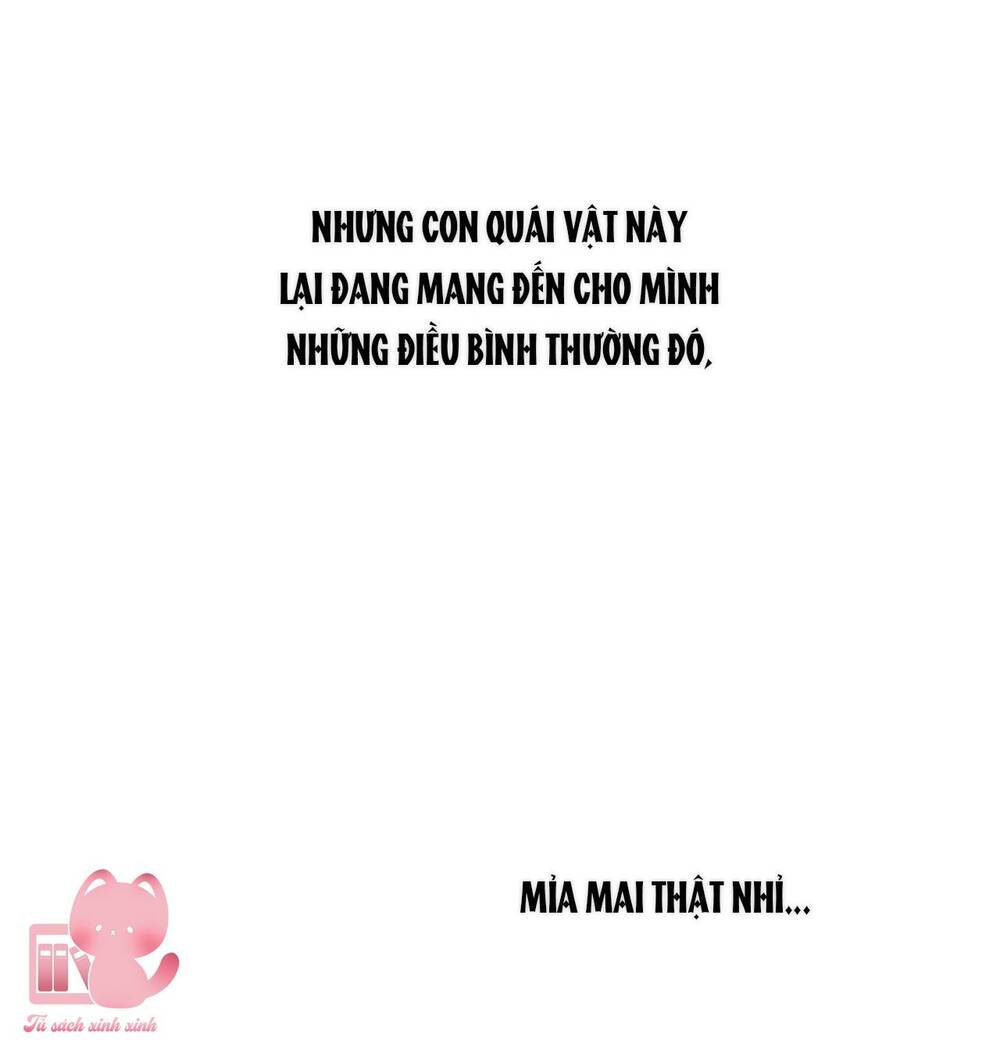 NHƯNG CON QUÁI VẬT NÀY
LẠI ĐANG MANG ĐẾN CHO MÌNH
NHỮNG ĐIỀU BÌNH THƯỜNG ĐÓ,
MỈA MAI THẬT NHỈ...
Tủ sách xinh xinh